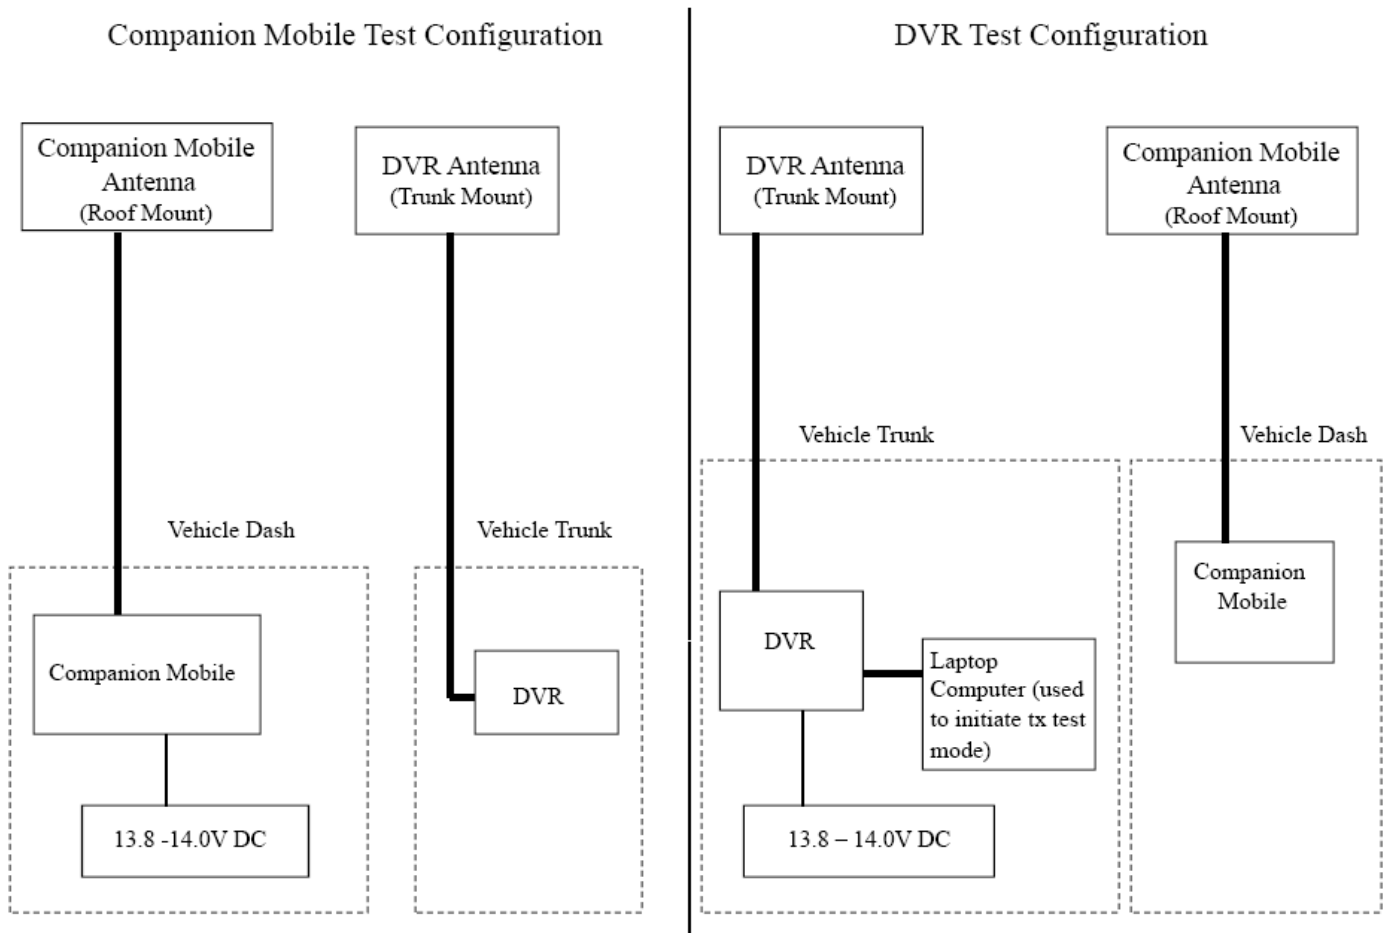 Companion Mobile Test Configuration
Companion Mobile
Antenna
(Roof Mount)
DVR Antenna
(Trunk Mount)
Vehicle Dash
Vehicle Trunk
Companion Mobile
DVR
13.8 -14.0V DC
DVR Test Configuration
DVR Antenna
(Trunk Mount)
Companion Mobile
Antenna
(Roof Mount)
Vehicle Trunk
Vehicle Dash
Companion
Mobile
DVR
Laptop
Computer (used
to initiate tx test
mode)
13.8 – 14.0V DC